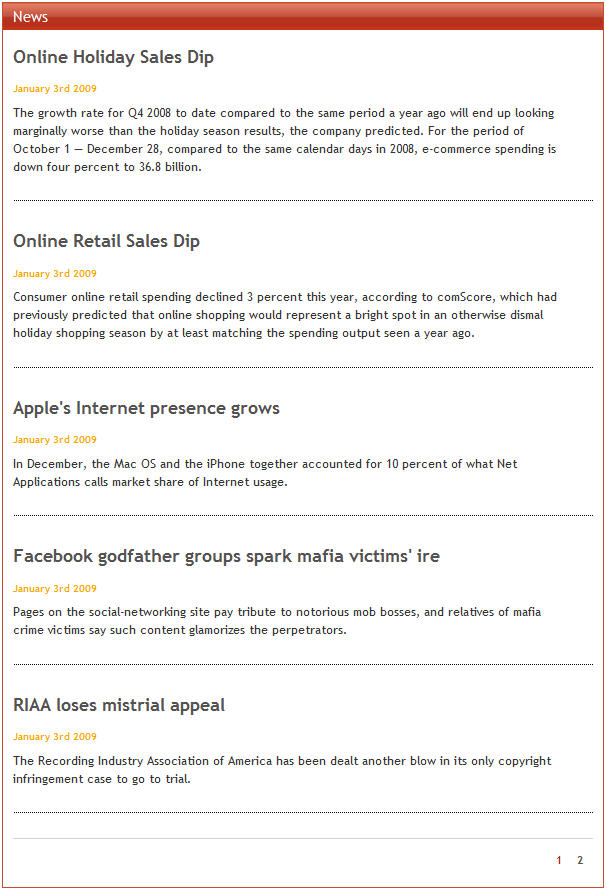 News
Online Holiday Sales Dip
January 3rd 2009
The growth rate for Q4 2008 to date compared to the same period a year ago will end up looking
marginally worse than the holiday season results, the company predicted. For the period of
October 1 — December 28, compared to the same calendar days in 2008, e-commerce spending is
down four percent to 36.8 billion.
Online Retail Sales Dip
January 3rd 2009
Consumer online retail spending declined 3 percent this year, according to comScore, which had
previously predicted that online shopping would represent a bright spot in an otherwise dismal
holiday shopping season by at least matching the spending output seen a year ago.
Apple's Internet presence grows
January 3rd 2009
In December, the Mac OS and the iPhone together accounted for 10 percent of what Net
Applications calls market share of Internet usage.
Facebook godfather groups spark mafia victims' ire
January 3rd 2009
Pages on the social-networking site pay tribute to notorious mob bosses, and relatives of mafia
crime victims say such content glamorizes the perpetrators.
RIAA loses mistrial appeal
January 3rd 2009
The Recording Industry Association of America has been dealt another blow in its only copyright
infringement case to go to trial.
1 2